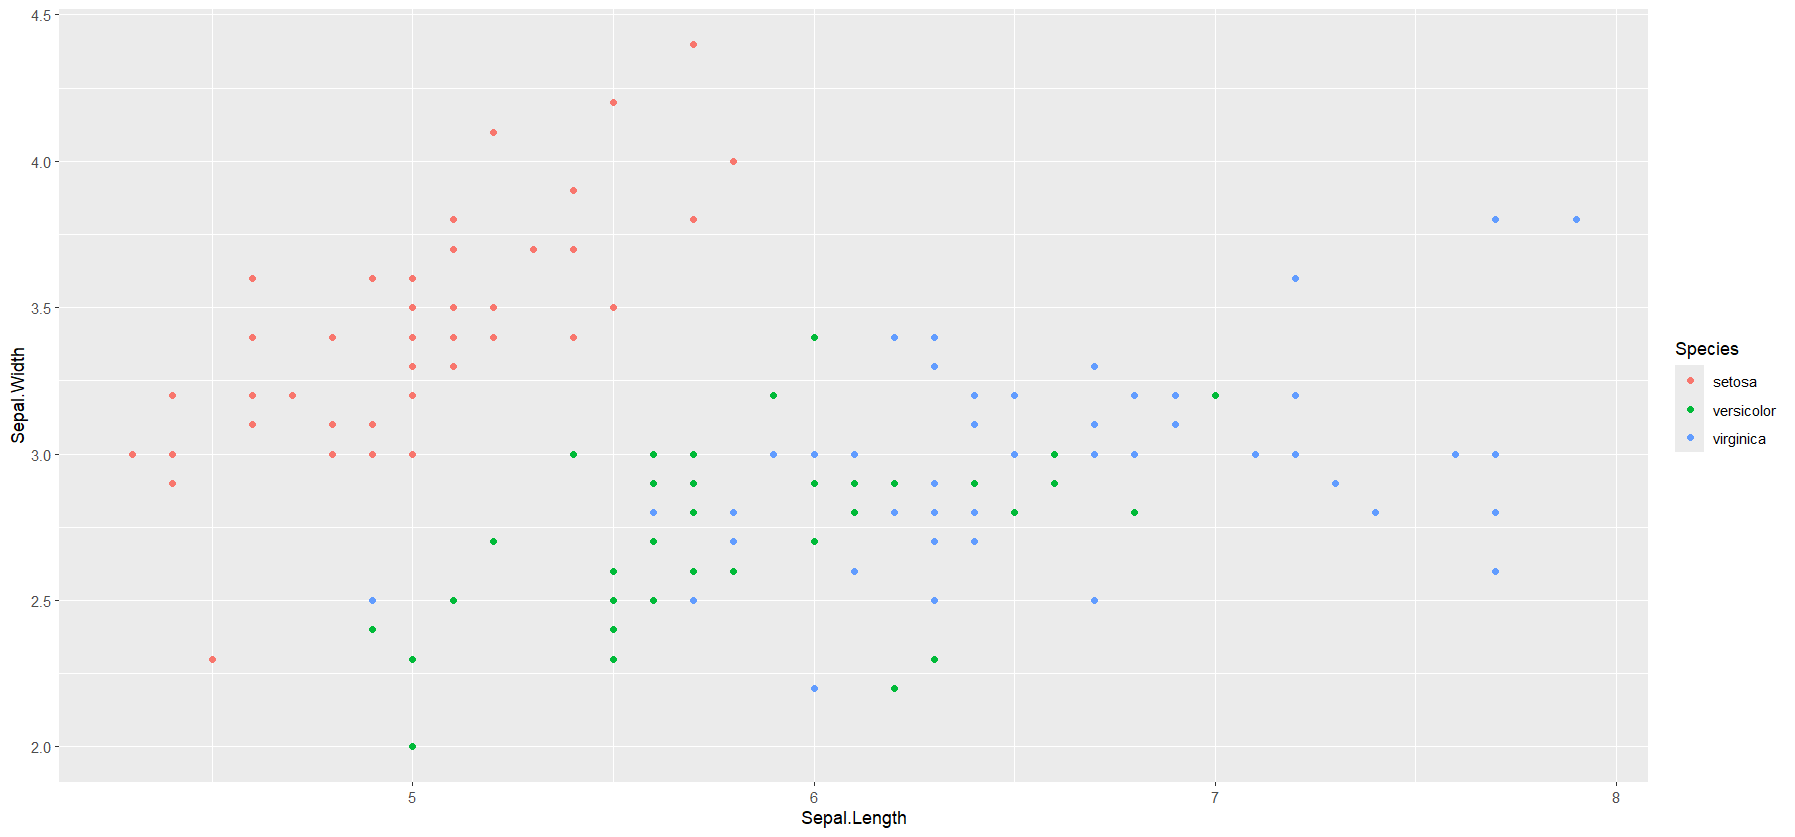 4.5
4.0
3.5
3.0
2.5
2.0
Sepal.Width
5 6 7 8
Sepal.Length
Species
setosa
versicolor
virginica